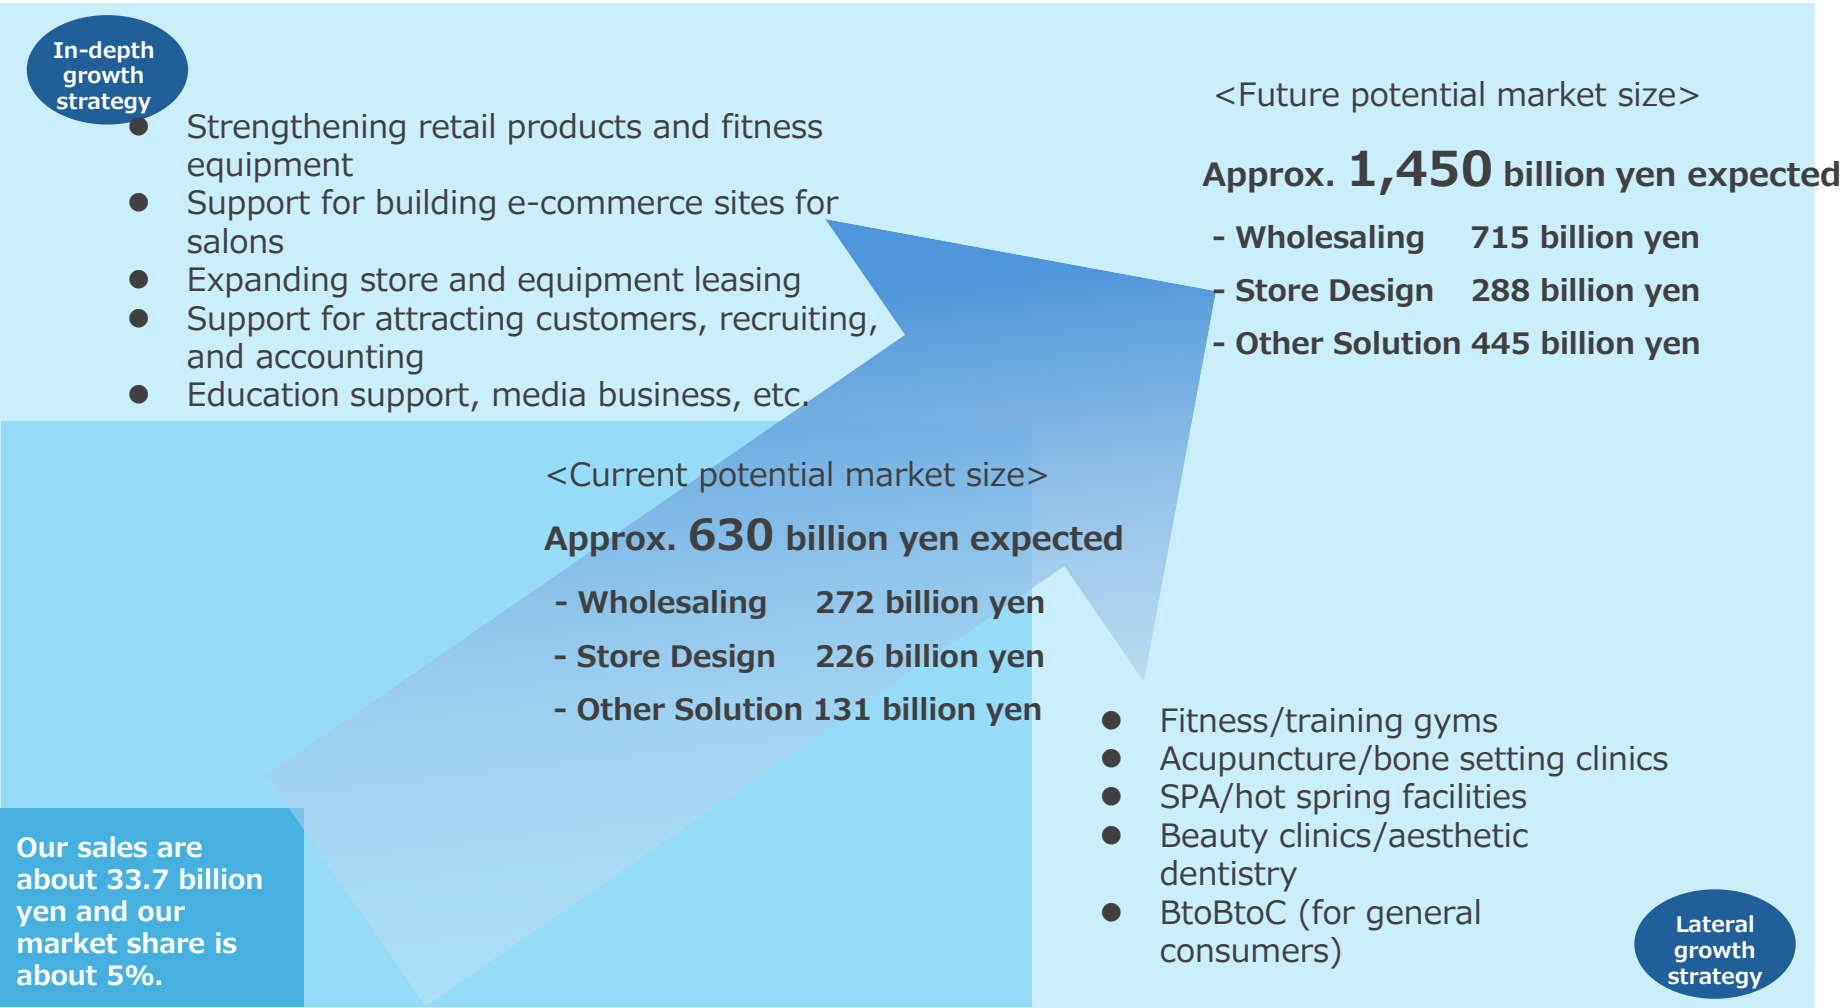 In-depth
growth
strategy
● Strengthening retail products and fitness
equipment
● Support for building e-commerce sites for
salons
● Expanding store and equipment leasing
● Support for attracting customers, recruiting,
and accounting
● Education support, media business, etc.
<Future potential market size>
Approx. 1,450 billion yen expected
- Wholesaling 715 billion yen
- Store Design 288 billion yen
- Other Solution 445 billion yen
<Current potential market size>
Approx. 630 billion yen expected
- Wholesaling 272 billion yen
- Store Design 226 billion yen
- Other Solution 131 billion yen
Our sales are
about 33.7 billion
yen and our
market share is
about 5%.
● Fitness/training gyms
● Acupuncture/bone setting clinics
● SPA/hot spring facilities
● Beauty clinics/aesthetic
dentistry
● BtoBtoC (for general
consumers)
Lateral
growth
strategy